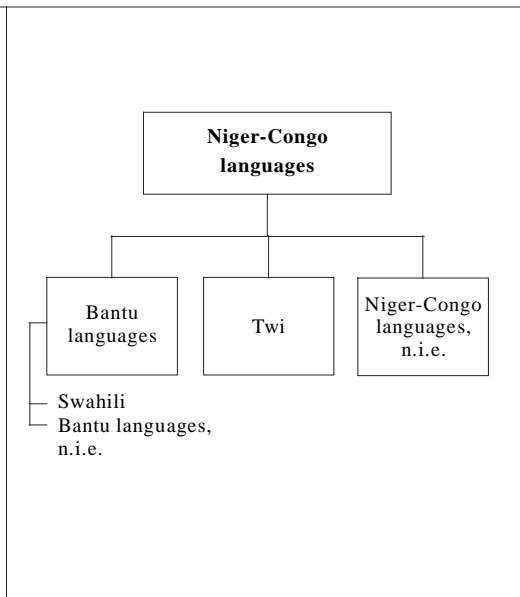 Niger-Congo
languages
Bantu
languages
Twi
Niger-Congo
languages,
n.i.e.
Swahili
Bantu languages,
n.i.e.